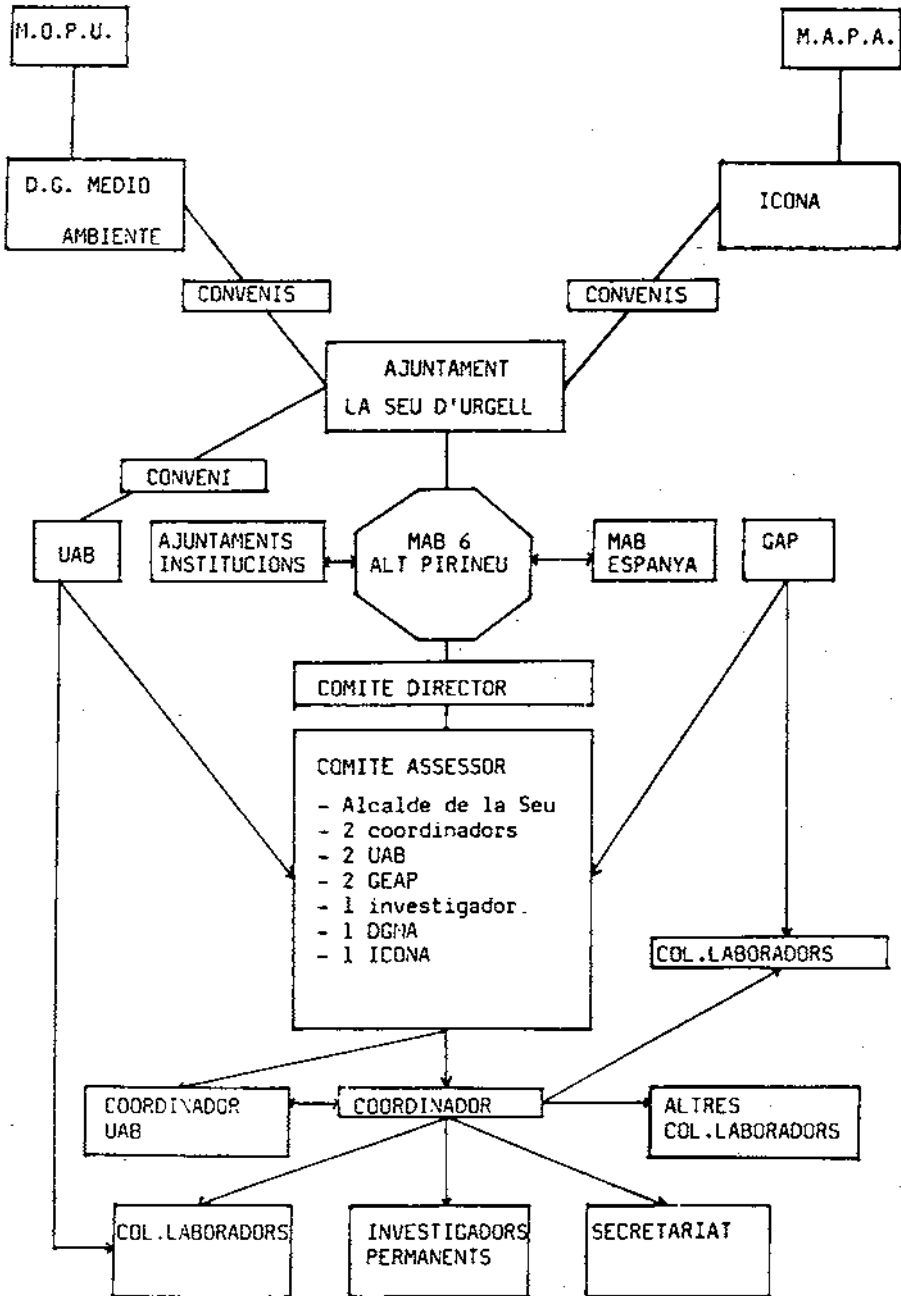 M.O.P.U.
M.A.P.A.
D.G. MEDIO
AMBIENTE
ICONA
CONVENIS
CONVENIS
AJUNTAMENT
LA SEU D'URGELL
CONVENI
UAB
AJUNTAMENTS
INSTITUCIONS
MAB 6
ALT PIRINEU
MAB
ESPANYA
GAP
COMITE DIRECTOR
COMITE ASSESSOR
- Alcalde de la Seu
- 2 coordinadors
- 2 UAB
- 2 GEAP
- 1 investigador.
- 1 DGMA
- 1 ICONA
COL.LABORADORS
COORDINADOR
UAB
COORDINADOR
ALTRES
COL.LABORADORS
COL.LABORADORS
INVESTIGADORS
PERMANENTS
SECRETARIAT